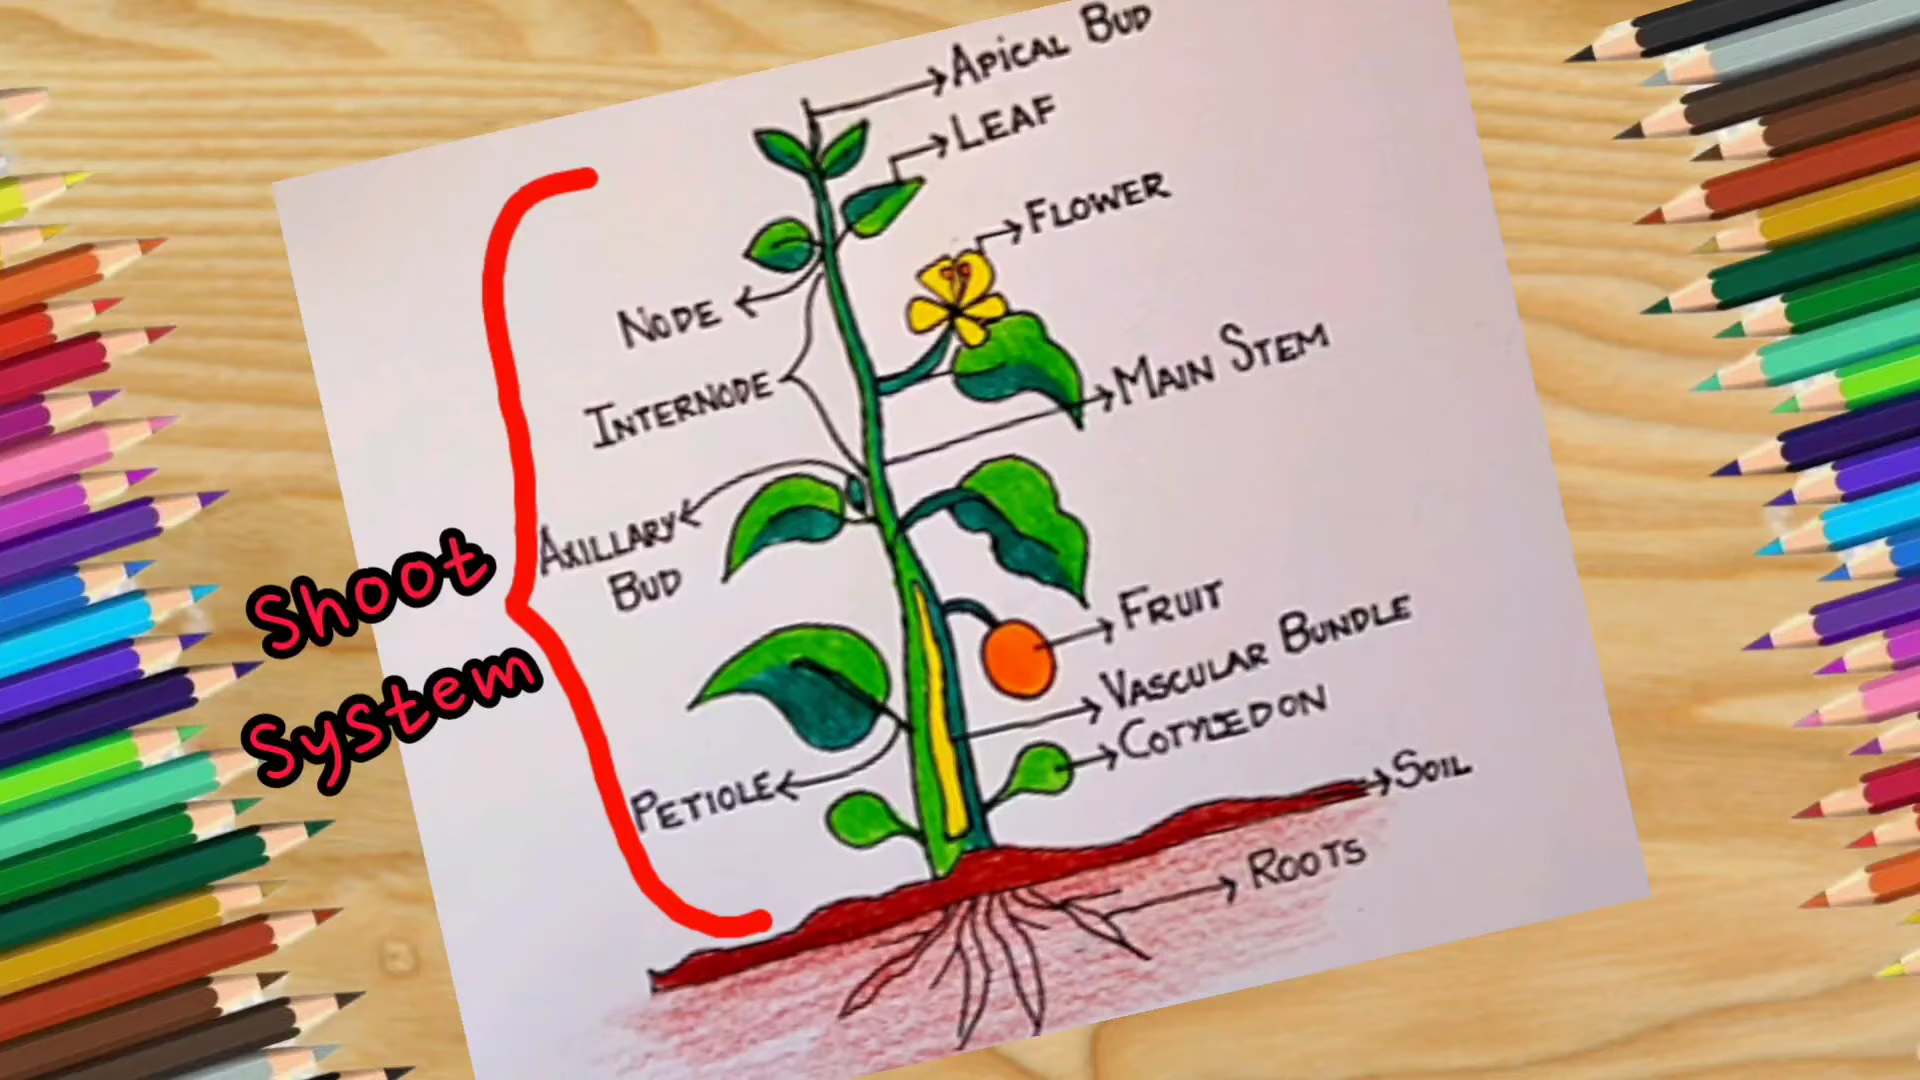 Apical Bud
Leaf
Flower
Node
Internode
Main Stem
Axillary
Bud
Shoot
System
Fruit
Vascular Bundle
Cotyledon
Petiole
Soil
Roots